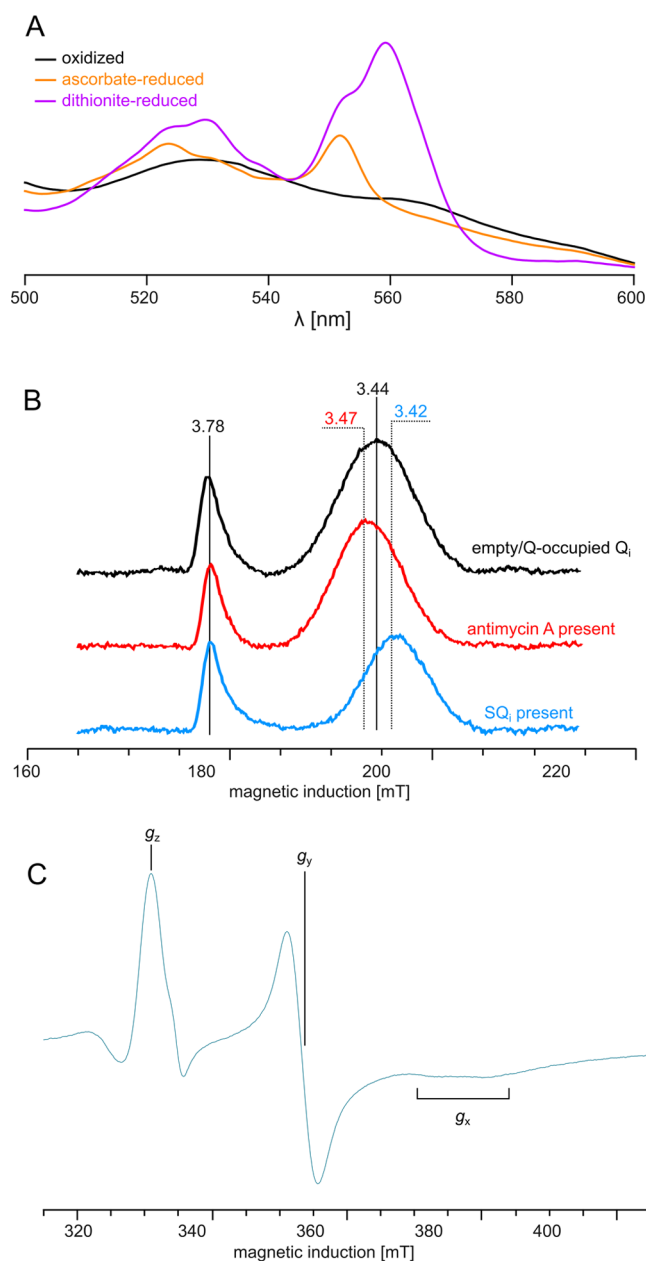 A
oxidized
ascorbate-reduced
dithionite-reduced
500 520 540 560 580 600
λ [nm]
B
3.44
3.78 3.47 3.42
empty/Q-occupied Qi
antimycin A present
SQi present
160 180 200 220
magnetic induction [mT]
C
gz
gy
gx
320 340 360 380 400
magnetic induction [mT]